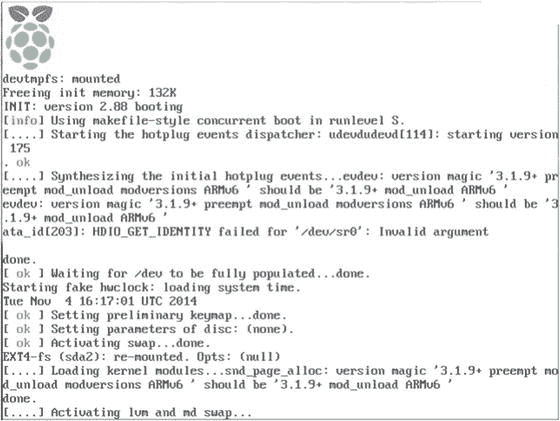 devtmpfs: mounted
Freeing init memory: 132K
INIT: version 2.88 booting
[info] Using makefile-style concurrent boot in runlevel S.
[....] Starting the hotplug events dispatcher: udevdudevd[114]: starting version
 175
. ok
[....] Synthesizing the initial hotplug events...evdev: version magic '3.1.9+ pr
eempt mod_unload modversions ARMv6 ' should be '3.1.9+ mod_unload ARMv6 '
evdev: version magic '3.1.9+ preempt mod_unload modversions ARMv6 ' should be '3
.1.9+ mod_unload ARMv6 '
ata_id[203]: HDIO_GET_IDENTITY failed for '/dev/sr0': Invalid argument
done.
[ ok ] Waiting for /dev to be fully populated...done.
Starting fake hwclock: loading system time.
Tue Nov  4 16:17:01 UTC 2014
[ ok ] Setting preliminary keymap...done.
[ ok ] Setting parameters of disc: (none).
[ ok ] Activating swap...done.
EXT4-fs (sda2): re-mounted. Opts: (null)
[....] Loading kernel modules...snd_page_alloc: version magic '3.1.9+ preempt mo
d_unload modversions ARMv6 ' should be '3.1.9+ mod_unload ARMv6 '
done.
[....] Activating lvm and md swap...